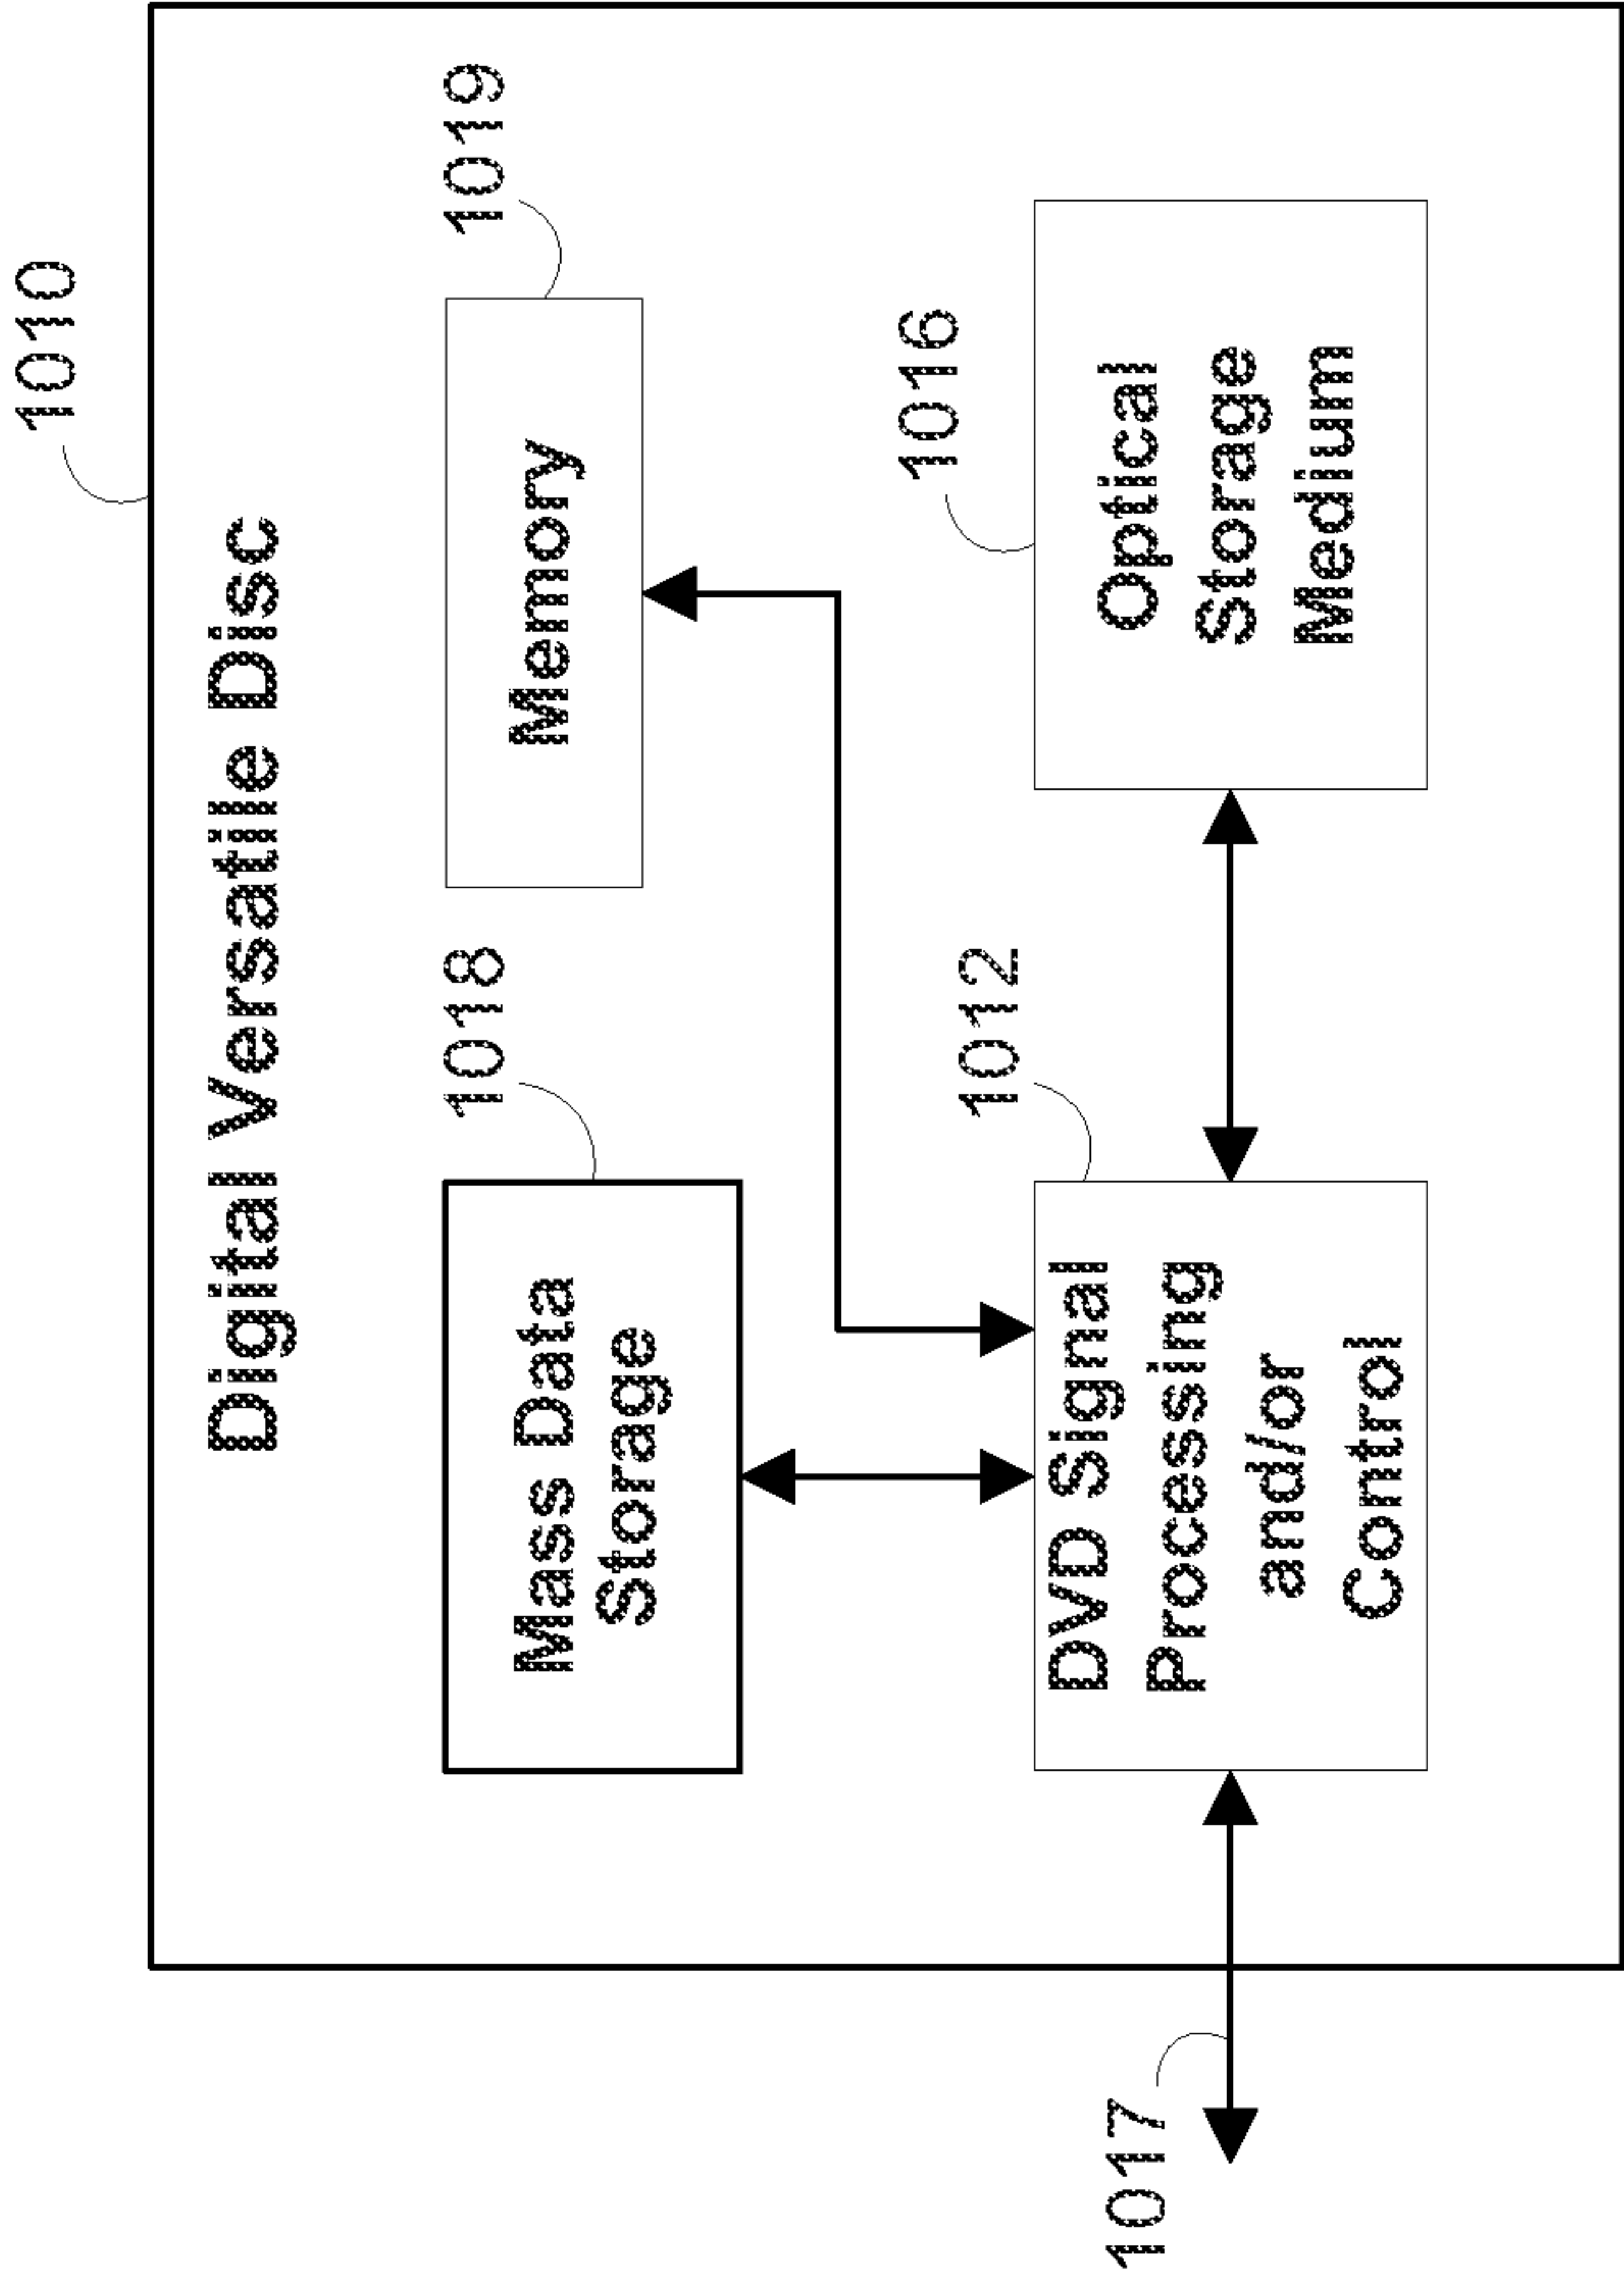 1010
Digital Versatile Disc
1018
1019
Mass Data
Storage
Memory
1016
1012
DVD Signal
Processing
and/or
Control
Optical
Storage
Medium
1017